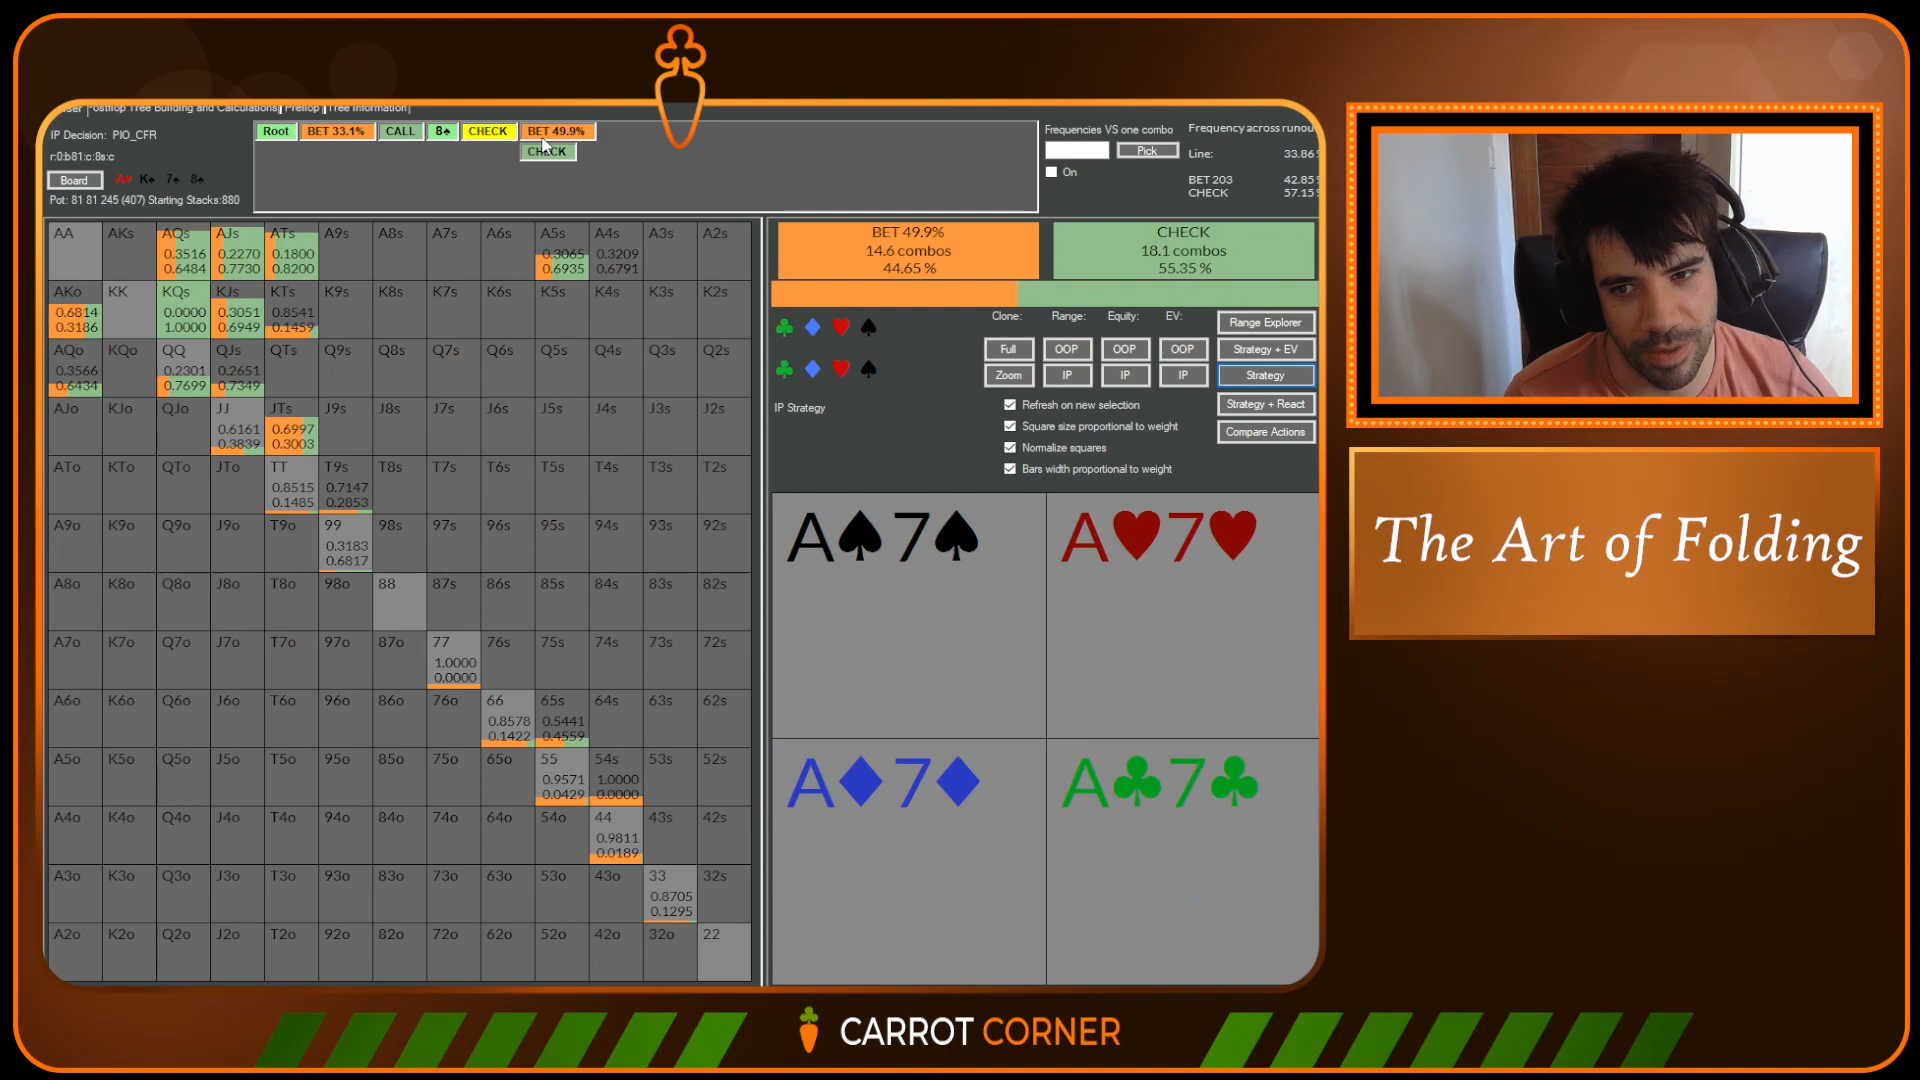 Postflop Tree Building and Calculations Preflop Tree Information
IP Decision: PIO_CFR
r:0:b81:c:8s:c
Board A♥ K♠ 7♠ 8♠
Pot: 81 81 245 (407) Starting Stacks:880
Root BET 33.1% CALL 8♠ CHECK BET 49.9%
CHECK
Frequencies VS one combo
Pick
On
Frequency across runou
Line: 33.86
BET 203 42.85
CHECK 57.15
AA AKs AQs AJs ATs A9s A8s A7s A6s A5s A4s A3s A2s
0.3516 0.2270 0.1800 0.3065 0.3209
0.6484 0.7730 0.8200 0.6935 0.6791
AKo KK KQs KJs KTs K9s K8s K7s K6s K5s K4s K3s K2s
0.6814 0.0000 0.3051 0.8541
0.3186 1.0000 0.6949 0.1459
AQo KQo QQ QJs QTs Q9s Q8s Q7s Q6s Q5s Q4s Q3s Q2s
0.3566 0.2301 0.2651
0.6434 0.7699 0.7349
AJo KJo QJo JJ JTs J9s J8s J7s J6s J5s J4s J3s J2s
0.6161 0.6997
0.3839 0.3003
ATo KTo QTo JTo TT T9s T8s T7s T6s T5s T4s T3s T2s
0.8515 0.7147
0.1485 0.2853
A9o K9o Q9o J9o T9o 99 98s 97s 96s 95s 94s 93s 92s
0.3183
0.6817
A8o K8o Q8o J8o T8o 98o 88 87s 86s 85s 84s 83s 82s
A7o K7o Q7o J7o T7o 97o 87o 77 76s 75s 74s 73s 72s
1.0000
0.0000
A6o K6o Q6o J6o T6o 96o 86o 76o 66 65s 64s 63s 62s
0.8578 0.5441
0.1422 0.4559
A5o K5o Q5o J5o T5o 95o 85o 75o 65o 55 54s 53s 52s
0.9571 1.0000
0.0429 0.0000
A4o K4o Q4o J4o T4o 94o 84o 74o 64o 54o 44 43s 42s
0.9811
0.0189
A3o K3o Q3o J3o T3o 93o 83o 73o 63o 53o 43o 33 32s
0.8705
0.1295
A2o K2o Q2o J2o T2o 92o 82o 72o 62o 52o 42o 32o 22
BET 49.9%
14.6 combos
44.65 %
CHECK
18.1 combos
55.35 %
Clone: Range: Equity: EV:
Full OOP OOP OOP
Zoom IP IP IP
Range Explorer
Strategy + EV
Strategy
Strategy + React
Compare Actions
IP Strategy
Refresh on new selection
Square size proportional to weight
Normalize squares
Bars width proportional to weight
A♠7♠ A♥7♥
A♦7♦ A♣7♣
The Art of Folding
CARROT CORNER